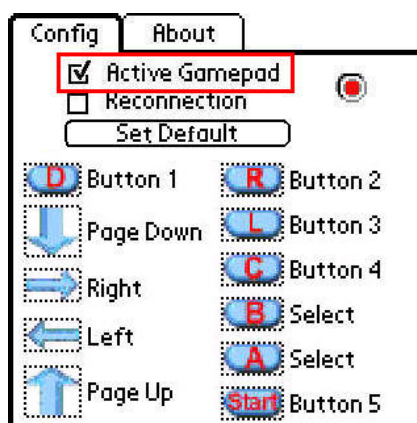 Config About
Active Gamepad
Reconnection
Set Default
D Button 1
Page Down
Right
Left
Page Up
R Button 2
L Button 3
C Button 4
B Select
A Select
Start Button 5